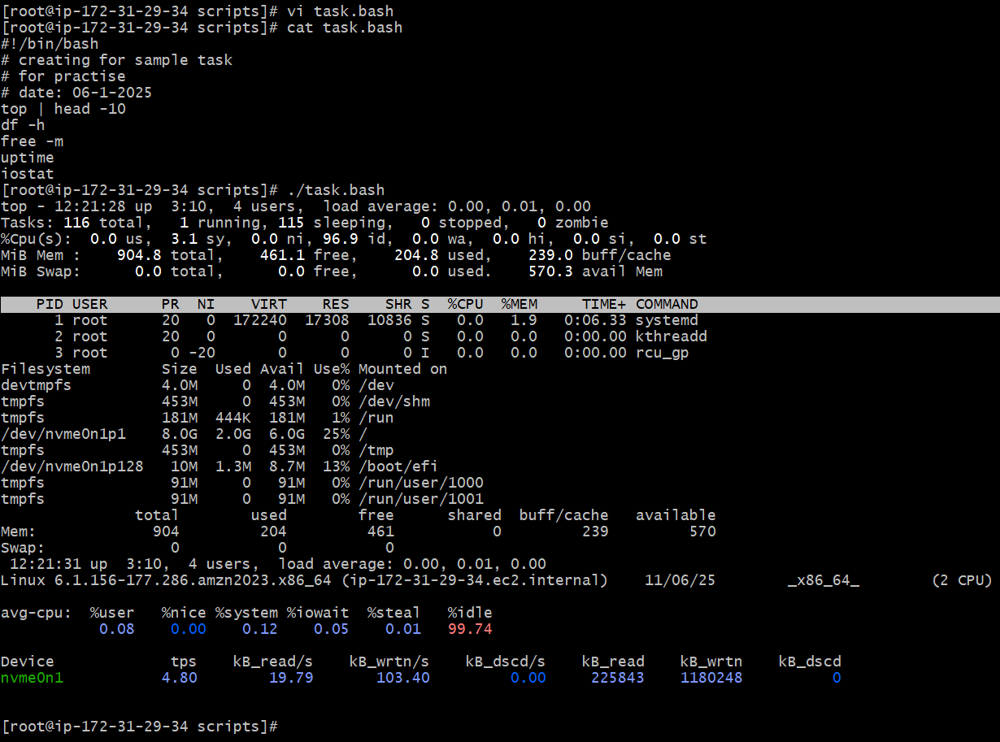 [root@ip-172-31-29-34 scripts]# vi task.bash
[root@ip-172-31-29-34 scripts]# cat task.bash
#!/bin/bash
# creating for sample task
# for practise
# date: 06-1-2025
top | head -10
df -h
free -m
uptime
iostat
[root@ip-172-31-29-34 scripts]# ./task.bash
top - 12:21:28 up  3:10,  4 users,  load average: 0.00, 0.01, 0.00
Tasks: 116 total,   1 running, 115 sleeping,   0 stopped,   0 zombie
%Cpu(s):  0.0 us,  3.1 sy,  0.0 ni, 96.9 id,  0.0 wa,  0.0 hi,  0.0 si,  0.0 st
MiB Mem :    904.8 total,    461.1 free,    204.8 used,    239.0 buff/cache
MiB Swap:      0.0 total,      0.0 free,      0.0 used.    570.3 avail Mem
    PID USER      PR  NI    VIRT    RES    SHR S  %CPU  %MEM     TIME+ COMMAND
      1 root      20   0  172240  17308  10836 S   0.0   1.9   0:06.33 systemd
      2 root      20   0       0      0      0 S   0.0   0.0   0:00.00 kthreadd
      3 root       0 -20       0      0      0 I   0.0   0.0   0:00.00 rcu_gp
Filesystem        Size  Used Avail Use% Mounted on
devtmpfs          4.0M     0  4.0M   0% /dev
tmpfs             453M     0  453M   0% /dev/shm
tmpfs             181M  444K  181M   1% /run
/dev/nvme0n1p1    8.0G  2.0G  6.0G  25% /
tmpfs             453M     0  453M   0% /tmp
/dev/nvme0n1p128   10M  1.3M  8.7M  13% /boot/efi
tmpfs              91M     0   91M   0% /run/user/1000
tmpfs              91M     0   91M   0% /run/user/1001
               total        used        free      shared  buff/cache   available
Mem:             904         204         461           0         239         570
Swap:              0           0           0
 12:21:31 up  3:10,  4 users,  load average: 0.00, 0.01, 0.00
Linux 6.1.156-177.286.amzn2023.x86_64 (ip-172-31-29-34.ec2.internal)    11/06/25        _x86_64_        (2 CPU)
avg-cpu:  %user   %nice %system %iowait  %steal   %idle
           0.08    0.00    0.12    0.05    0.01   99.74
Device             tps    kB_read/s    kB_wrtn/s    kB_dscd/s    kB_read    kB_wrtn    kB_dscd
nvme0n1           4.80        19.79       103.40         0.00     225843    1180248          0
[root@ip-172-31-29-34 scripts]#